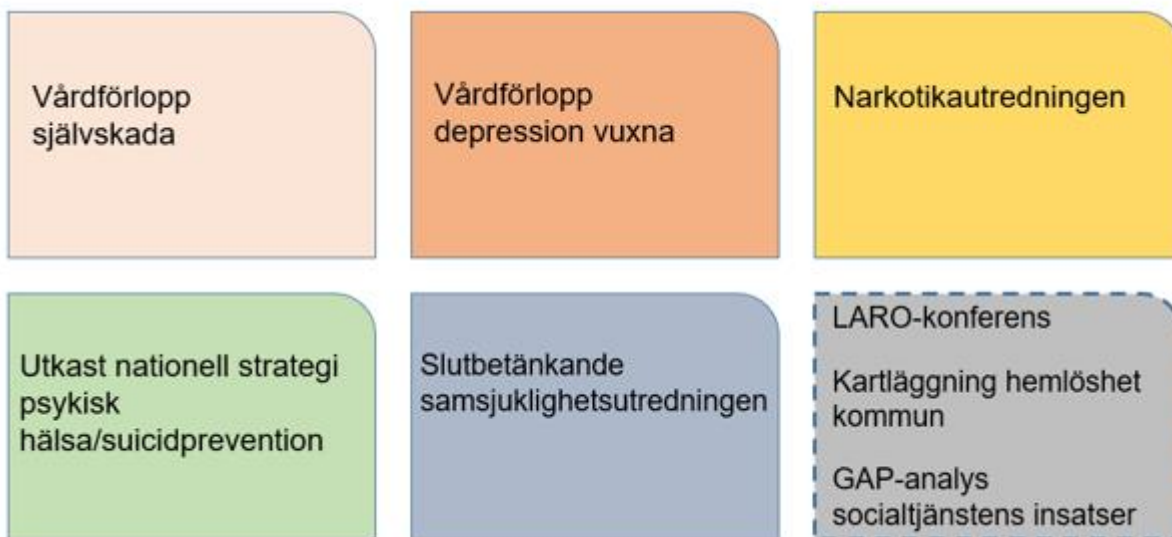 Vårdförlopp
självskada
Vårdförlopp
depression vuxna
Narkotikautredningen
Utkast nationell strategi
psykisk
hälsa/suicidprevention
Slutbetänkande
samsjuklighetsutredningen
LARO-konferens
Kartläggning hemlöshet
kommun
GAP-analys
socialtjänstens insatser